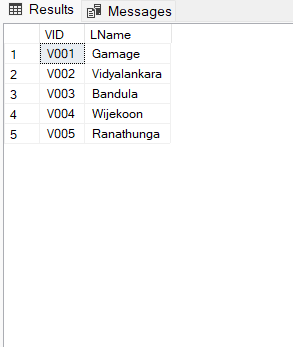 Results Messages
VID LName
1 V001 Gamage
2 V002 Vidyalankara
3 V003 Bandula
4 V004 Wijekoon
5 V005 Ranathunga